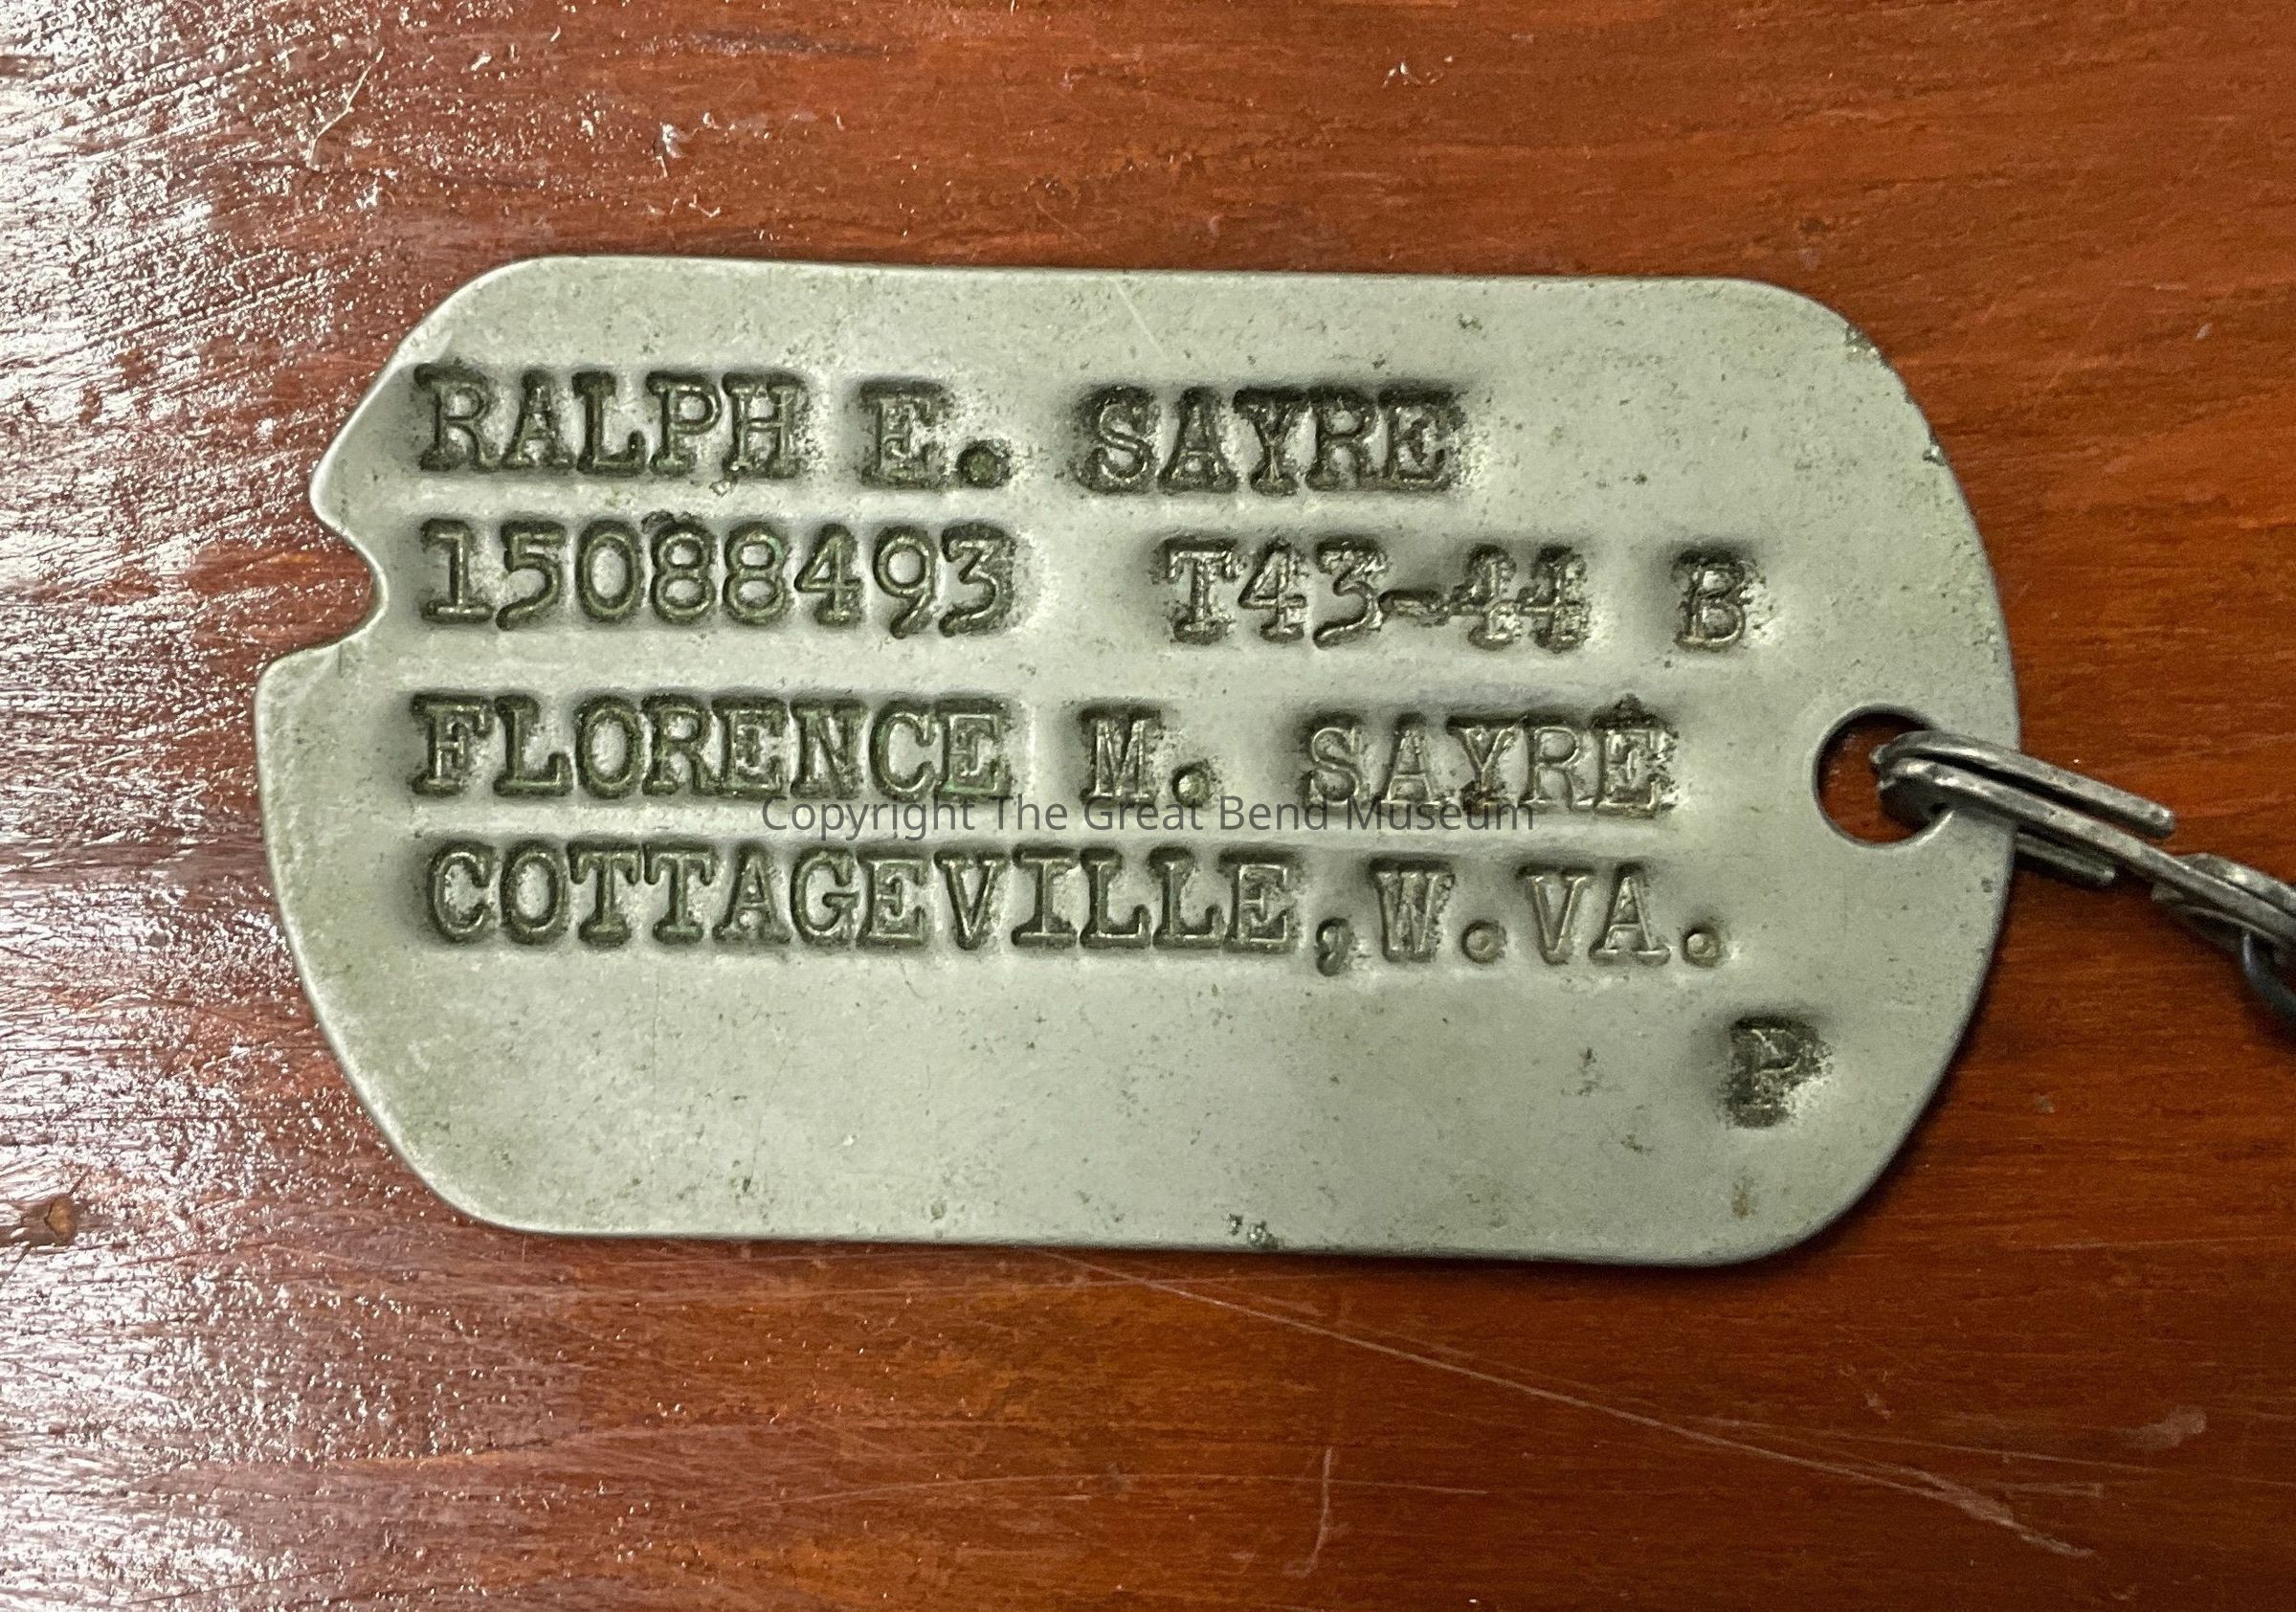 RALPH E. SAYRE
15088493 T43-44 B
FLORENCE M. SAYRE
Copyright The Great Bend Museum
COTTAGEVILLE,W.VA.
P